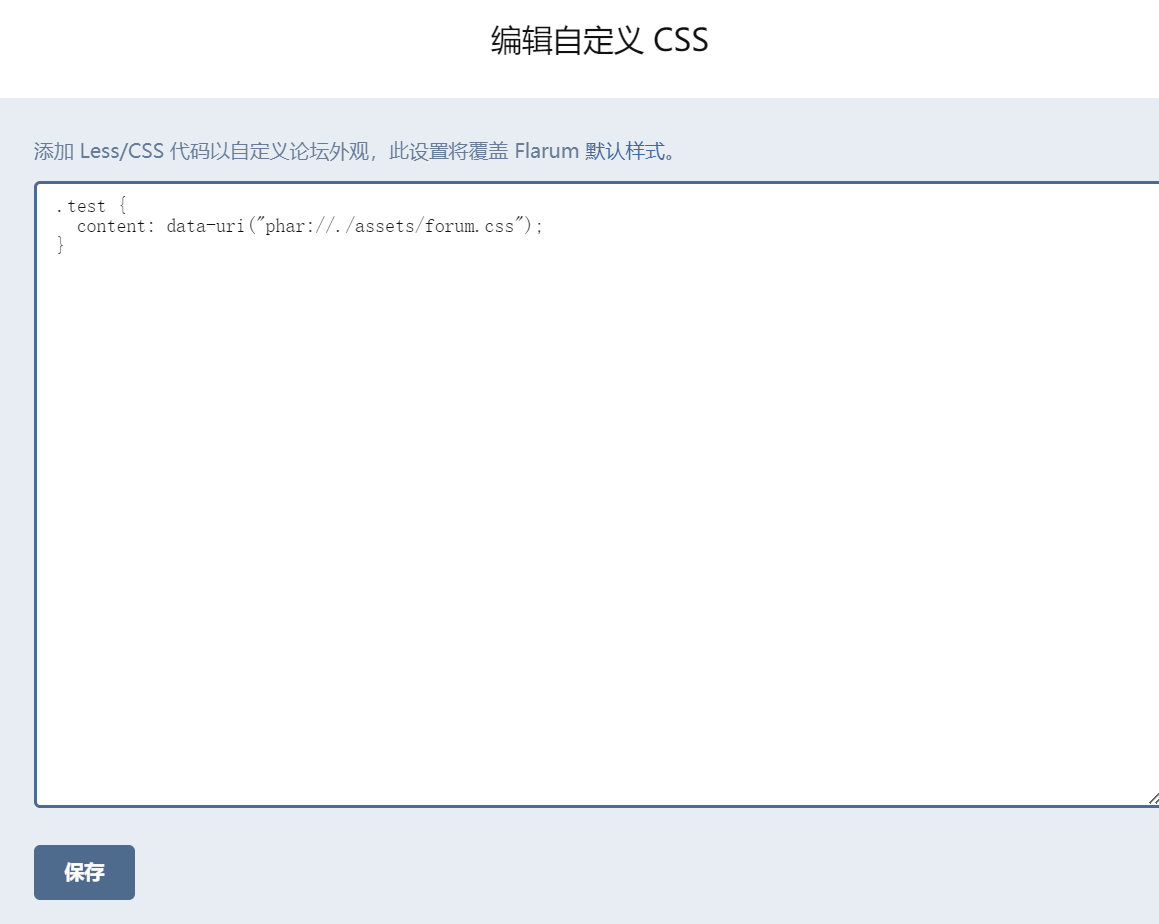 编辑自定义 CSS
添加 Less/CSS 代码以自定义论坛外观，此设置将覆盖 Flarum 默认样式。
.test {
  content: data-uri("phar://./assets/forum.css");
}
保存